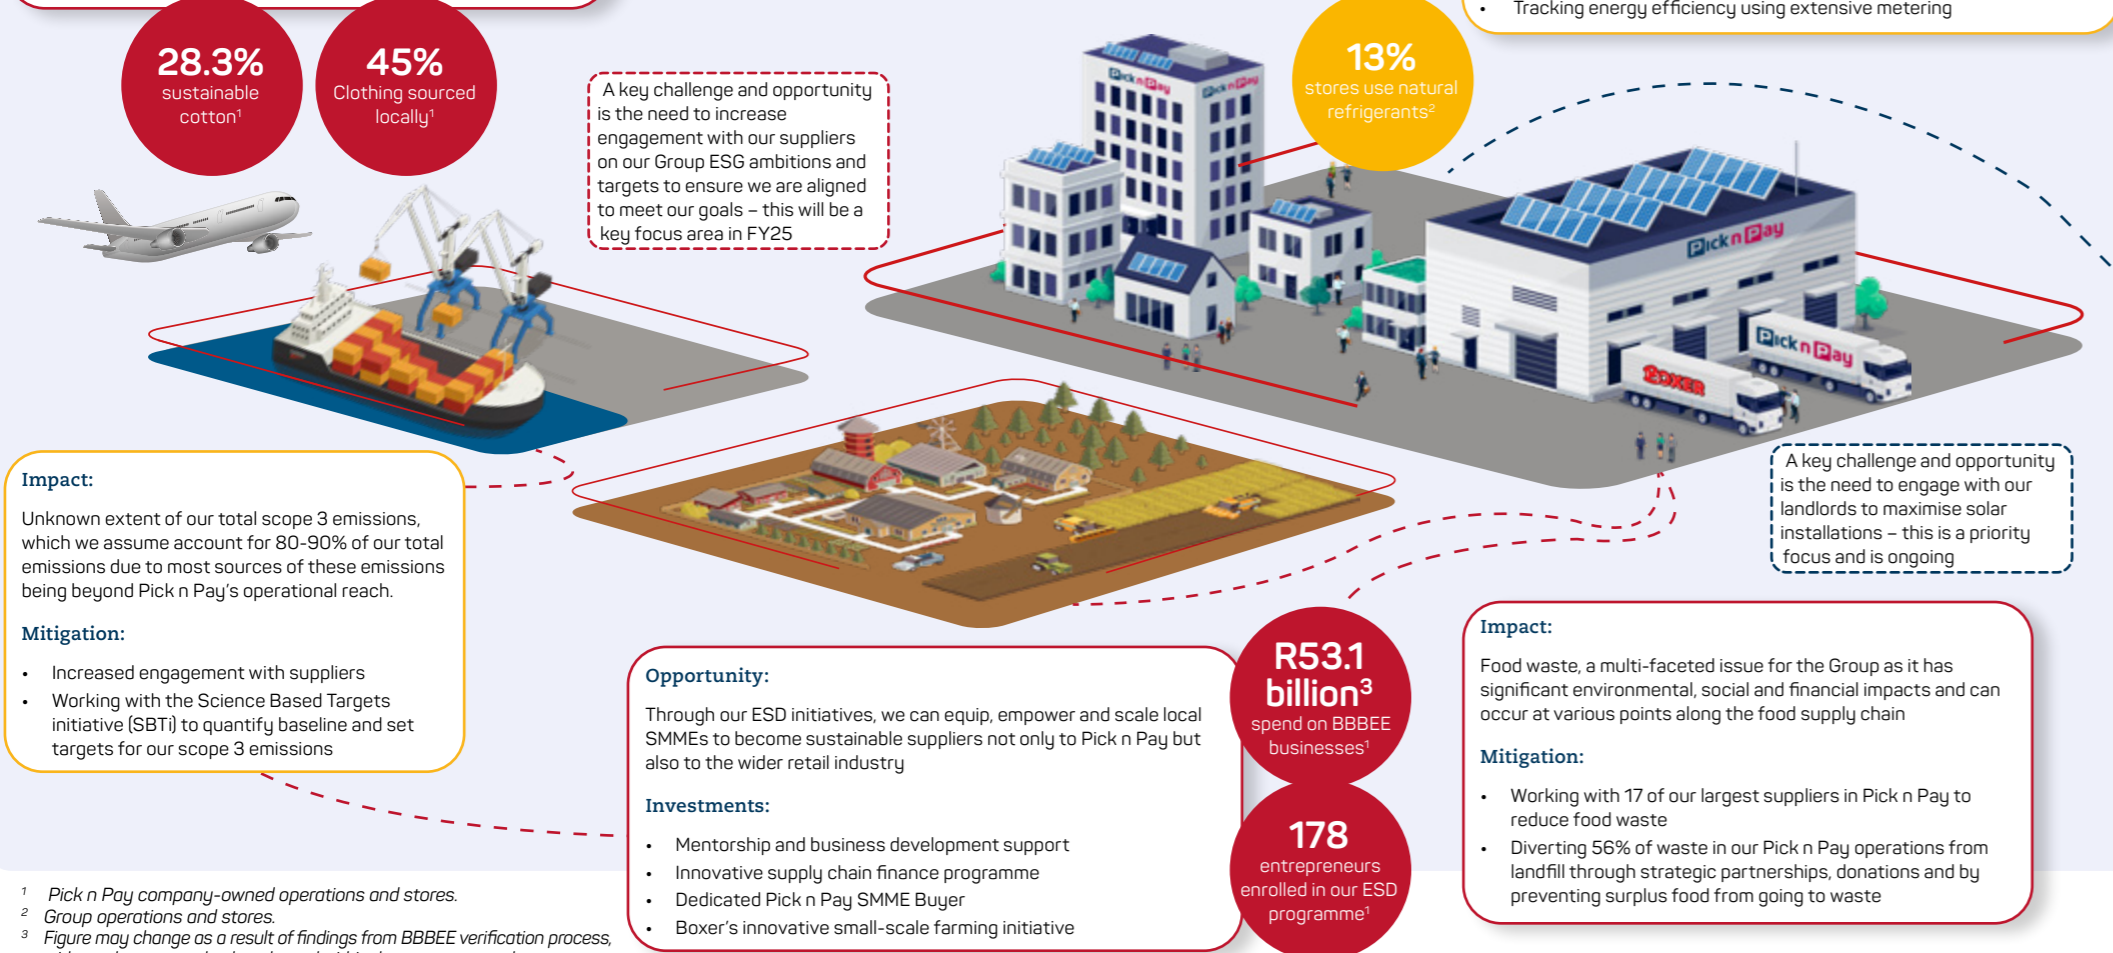 • Tracking energy efficiency using extensive metering
28.3%
sustainable
cotton¹
45%
Clothing sourced
locally¹
A key challenge and opportunity
is the need to increase
engagement with our suppliers
on our Group ESG ambitions and
targets to ensure we are aligned
to meet our goals – this will be a
key focus area in FY25
13%
stores use natural
refrigerants²
Pick n Pay
Pick n Pay
Pick n Pay
Pick n Pay
BOXER
A key challenge and opportunity
is the need to engage with our
landlords to maximise solar
installations – this is a priority
focus and is ongoing
Impact:
Unknown extent of our total scope 3 emissions,
which we assume account for 80-90% of our total
emissions due to most sources of these emissions
being beyond Pick n Pay's operational reach.
Mitigation:
• Increased engagement with suppliers
• Working with the Science Based Targets
initiative (SBTi) to quantify baseline and set
targets for our scope 3 emissions
Opportunity:
Through our ESD initiatives, we can equip, empower and scale local
SMMEs to become sustainable suppliers not only to Pick n Pay but
also to the wider retail industry
Investments:
• Mentorship and business development support
• Innovative supply chain finance programme
• Dedicated Pick n Pay SMME Buyer
• Boxer's innovative small-scale farming initiative
R53.1
billion³
spend on BBBEE
businesses¹
178
entrepreneurs
enrolled in our ESD
programme¹
Impact:
Food waste, a multi-faceted issue for the Group as it has
significant environmental, social and financial impacts and can
occur at various points along the food supply chain
Mitigation:
• Working with 17 of our largest suppliers in Pick n Pay to
reduce food waste
• Diverting 56% of waste in our Pick n Pay operations from
landfill through strategic partnerships, donations and by
preventing surplus food from going to waste
¹ Pick n Pay company-owned operations and stores.
² Group operations and stores.
³ Figure may change as a result of findings from BBBEE verification process,